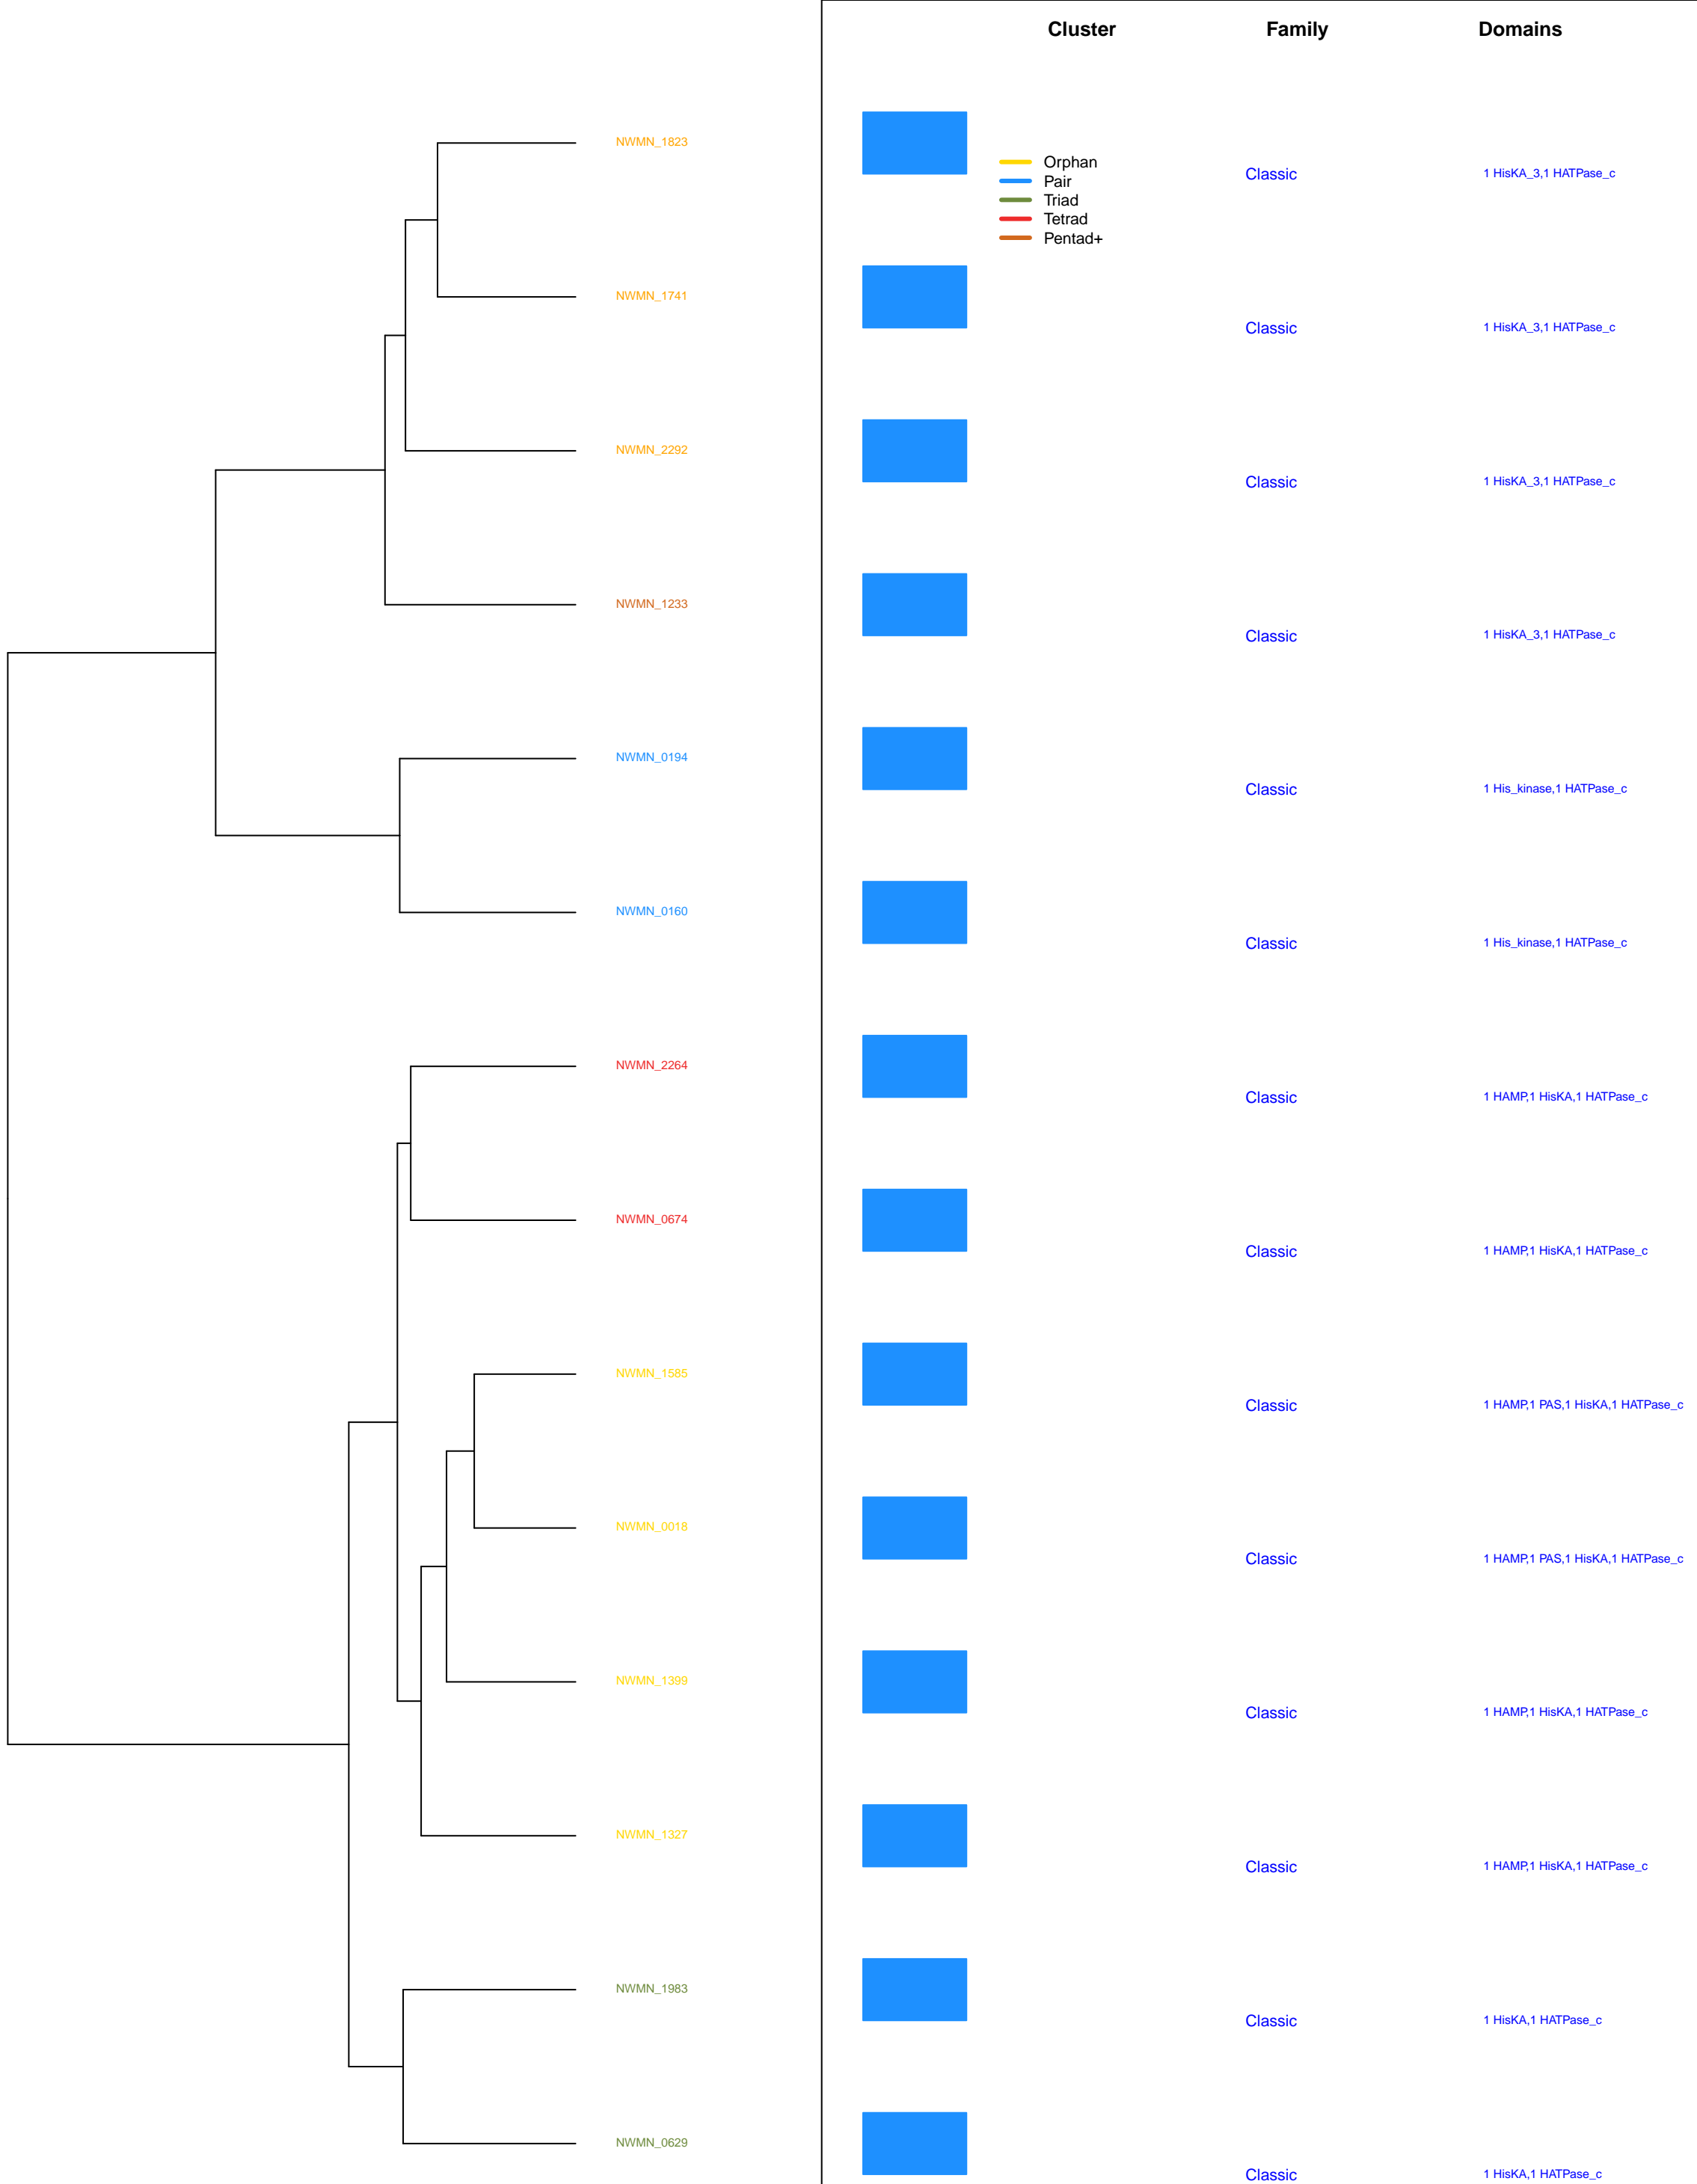 Cluster Family Domains
NWMN_1823
Orphan
Pair
Triad
Tetrad
Pentad+
Classic 1 HisKA_3,1 HATPase_c
NWMN_1741
Classic 1 HisKA_3,1 HATPase_c
NWMN_2292
Classic 1 HisKA_3,1 HATPase_c
NWMN_1233
Classic 1 HisKA_3,1 HATPase_c
NWMN_0194
Classic 1 His_kinase,1 HATPase_c
NWMN_0160
Classic 1 His_kinase,1 HATPase_c
NWMN_2264
Classic 1 HAMP,1 HisKA,1 HATPase_c
NWMN_0674
Classic 1 HAMP,1 HisKA,1 HATPase_c
NWMN_1585
Classic 1 HAMP,1 PAS,1 HisKA,1 HATPase_c
NWMN_0018
Classic 1 HAMP,1 PAS,1 HisKA,1 HATPase_c
NWMN_1399
Classic 1 HAMP,1 HisKA,1 HATPase_c
NWMN_1327
Classic 1 HAMP,1 HisKA,1 HATPase_c
NWMN_1983
Classic 1 HisKA,1 HATPase_c
NWMN_0629
Classic 1 HisKA,1 HATPase_c